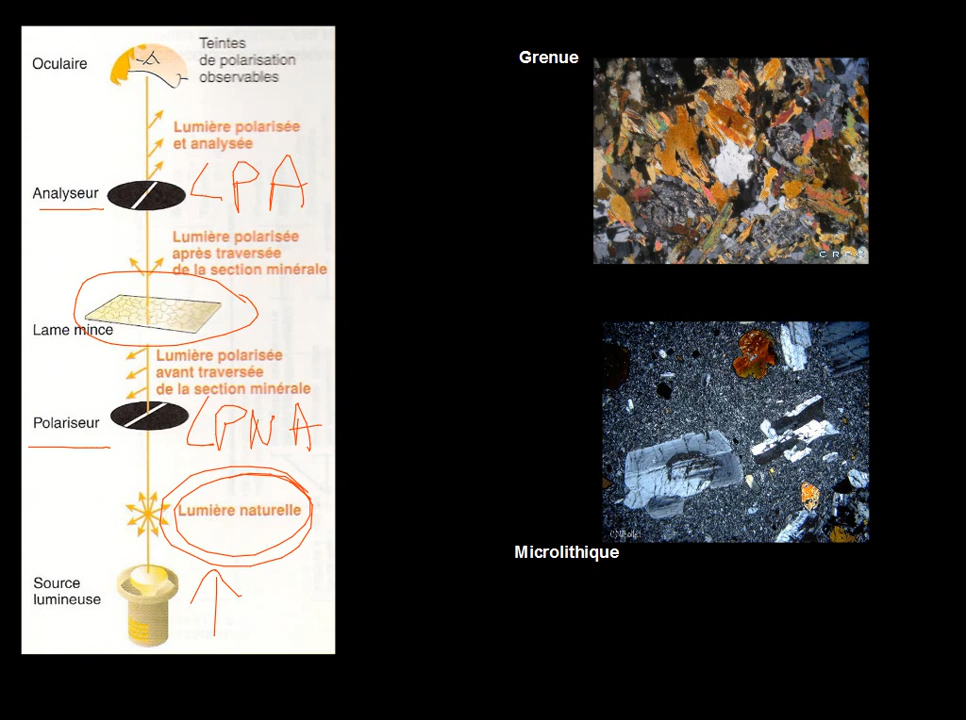 Oculaire
Teintes
de polarisation
observables
Lumière polarisée
et analysée
Analyseur
LPA
Lumière polarisée
après traversée
de la section minérale
Lame mince
Lumière polarisée
avant traversée
de la section minérale
Polariseur
LPNA
Lumière naturelle
Source
lumineuse
Grenue
Microlithique